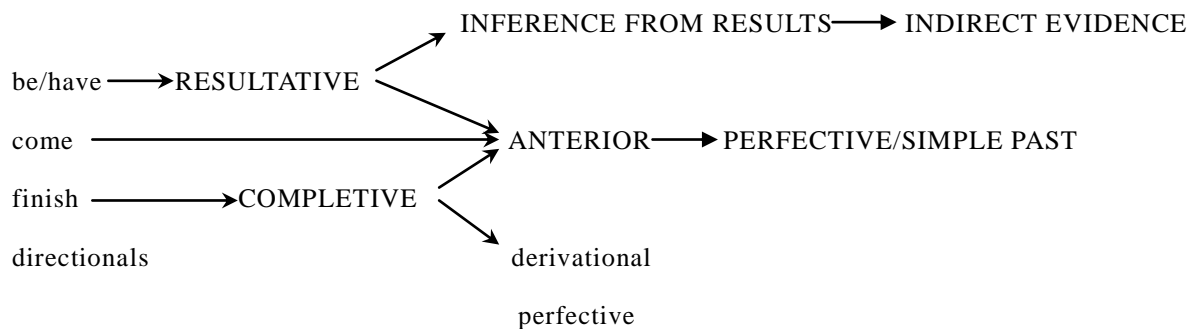 INFERENCE FROM RESULTS INDIRECT EVIDENCE
be/have RESULTATIVE
come ANTERIOR PERFECTIVE/SIMPLE PAST
finish COMPLETIVE
directionals derivational
perfective